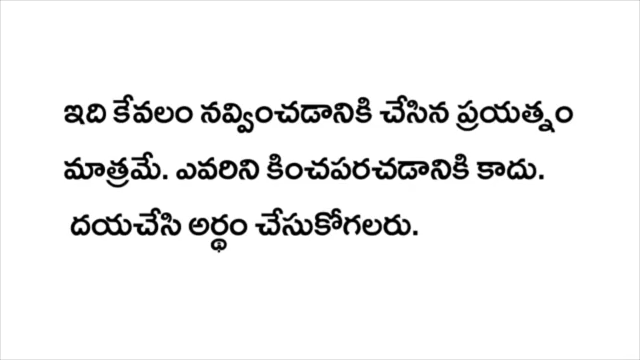 ఇది కేవలం నవ్వించడానికి చేసిన ప్రయత్నం
మాత్రమే. ఎవరిని కించపరచడానికి కాదు.
దయచేసి అర్థం చేసుకోగలరు.